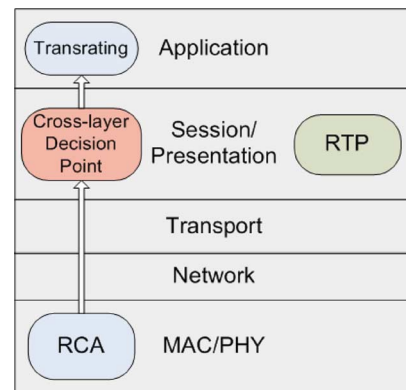 Transrating
Application
Cross-layer
Decision
Point
Session/
Presentation
RTP
Transport
Network
RCA
MAC/PHY